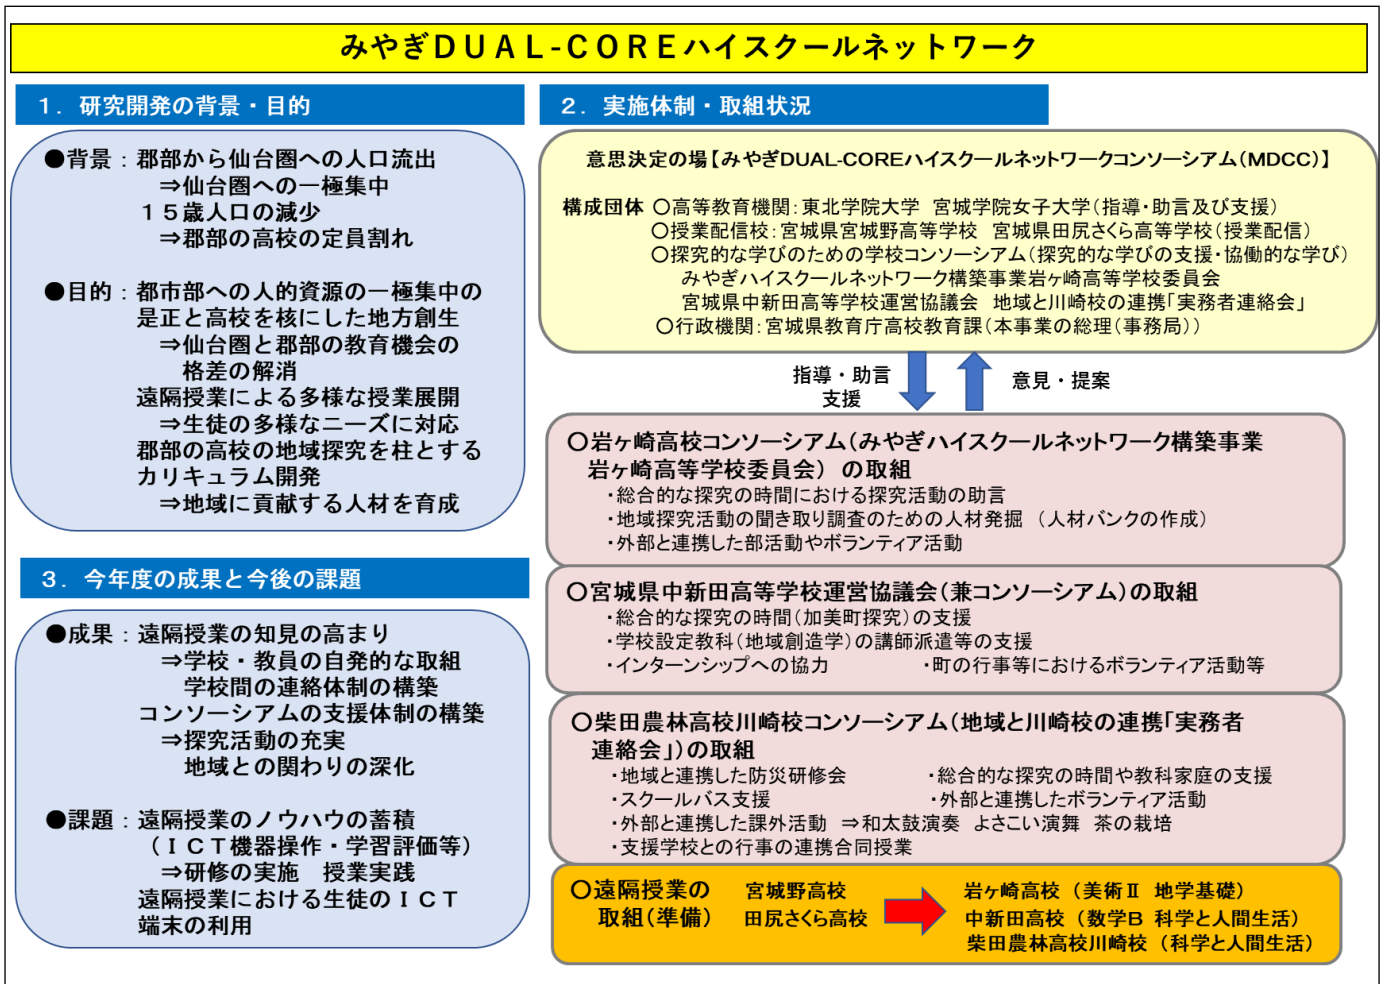 みやぎDUAL-COREハイスクールネットワーク
1．研究開発の背景・目的
●背景：郡部から仙台圏への人口流出
⇒仙台圏への一極集中
１５歳人口の減少
⇒郡部の高校の定員割れ
●目的：都市部への人的資源の一極集中の
是正と高校を核にした地方創生
⇒仙台圏と郡部の教育機会の
格差の解消
遠隔授業による多様な授業展開
⇒生徒の多様なニーズに対応
郡部の高校の地域探究を柱とする
カリキュラム開発
⇒地域に貢献する人材を育成
3．今年度の成果と今後の課題
●成果：遠隔授業の知見の高まり
⇒学校・教員の自発的な取組
学校間の連絡体制の構築
コンソーシアムの支援体制の構築
⇒探究活動の充実
地域との関わりの深化
●課題：遠隔授業のノウハウの蓄積
（ＩＣＴ機器操作・学習評価等）
⇒研修の実施　授業実践
遠隔授業における生徒のＩＣＴ
端末の利用
2．実施体制・取組状況
意思決定の場【みやぎDUAL-COREハイスクールネットワークコンソーシアム(MDCC)】
構成団体 〇高等教育機関：東北学院大学　宮城学院女子大学（指導・助言及び支援）
〇授業配信校：宮城県宮城野高等学校　宮城県田尻さくら高等学校（授業配信）
〇探究的な学びのための学校コンソーシアム（探究的な学びの支援・協働的な学び）
みやぎハイスクールネットワーク構築事業岩ヶ崎高等学校委員会
宮城県中新田高等学校運営協議会　地域と川崎校の連携「実務者連絡会」
〇行政機関：宮城県教育庁高校教育課（本事業の総理（事務局））
指導・助言
支援
意見・提案
〇岩ヶ崎高校コンソーシアム（みやぎハイスクールネットワーク構築事業
岩ヶ崎高等学校委員会）の取組
・総合的な探究の時間における探究活動の助言
・地域探究活動の聞き取り調査のための人材発掘 （人材バンクの作成）
・外部と連携した部活動やボランティア活動
〇宮城県中新田高等学校運営協議会（兼コンソーシアム）の取組
・総合的な探究の時間（加美町探究）の支援
・学校設定教科（地域創造学）の講師派遣等の支援
・インターンシップへの協力　・町の行事等におけるボランティア活動等
〇柴田農林高校川崎校コンソーシアム（地域と川崎校の連携「実務者
連絡会」）の取組
・地域と連携した防災研修会　・総合的な探究の時間や教科家庭の支援
・スクールバス支援　・外部と連携したボランティア活動
・外部と連携した課外活動　⇒和太鼓演奏　よさこい演舞　茶の栽培
・支援学校との行事の連携合同授業
〇遠隔授業の　宮城野高校　岩ヶ崎高校（美術Ⅱ　地学基礎）
取組（準備）　田尻さくら高校　中新田高校（数学B　科学と人間生活）
柴田農林高校川崎校（科学と人間生活）